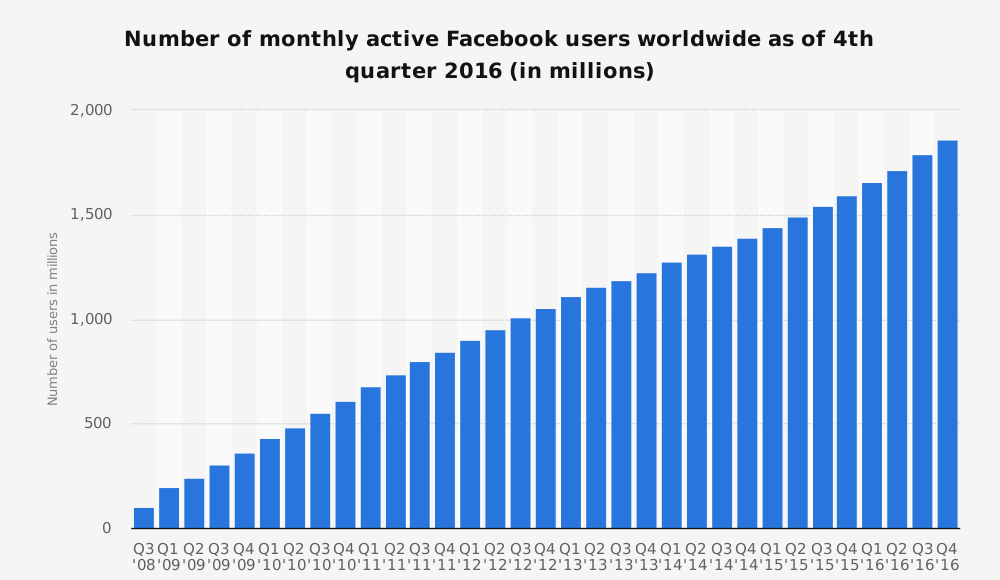 Number of monthly active Facebook users worldwide as of 4th
quarter 2016 (in millions)
2,000
1,500
1,000
500
0
Number of users in millions
Q3 Q1 Q2 Q3 Q4 Q1 Q2 Q3 Q4 Q1 Q2 Q3 Q4 Q1 Q2 Q3 Q4 Q1 Q2 Q3 Q4 Q1 Q2 Q3 Q4 Q1 Q2 Q3 Q4 Q1 Q2 Q3 Q4
'08 '09 '09 '09 '09 '10 '10 '10 '10 '11 '11 '11 '11 '12 '12 '12 '12 '13 '13 '13 '13 '14 '14 '14 '14 '15 '15 '15 '15 '16 '16 '16 '16